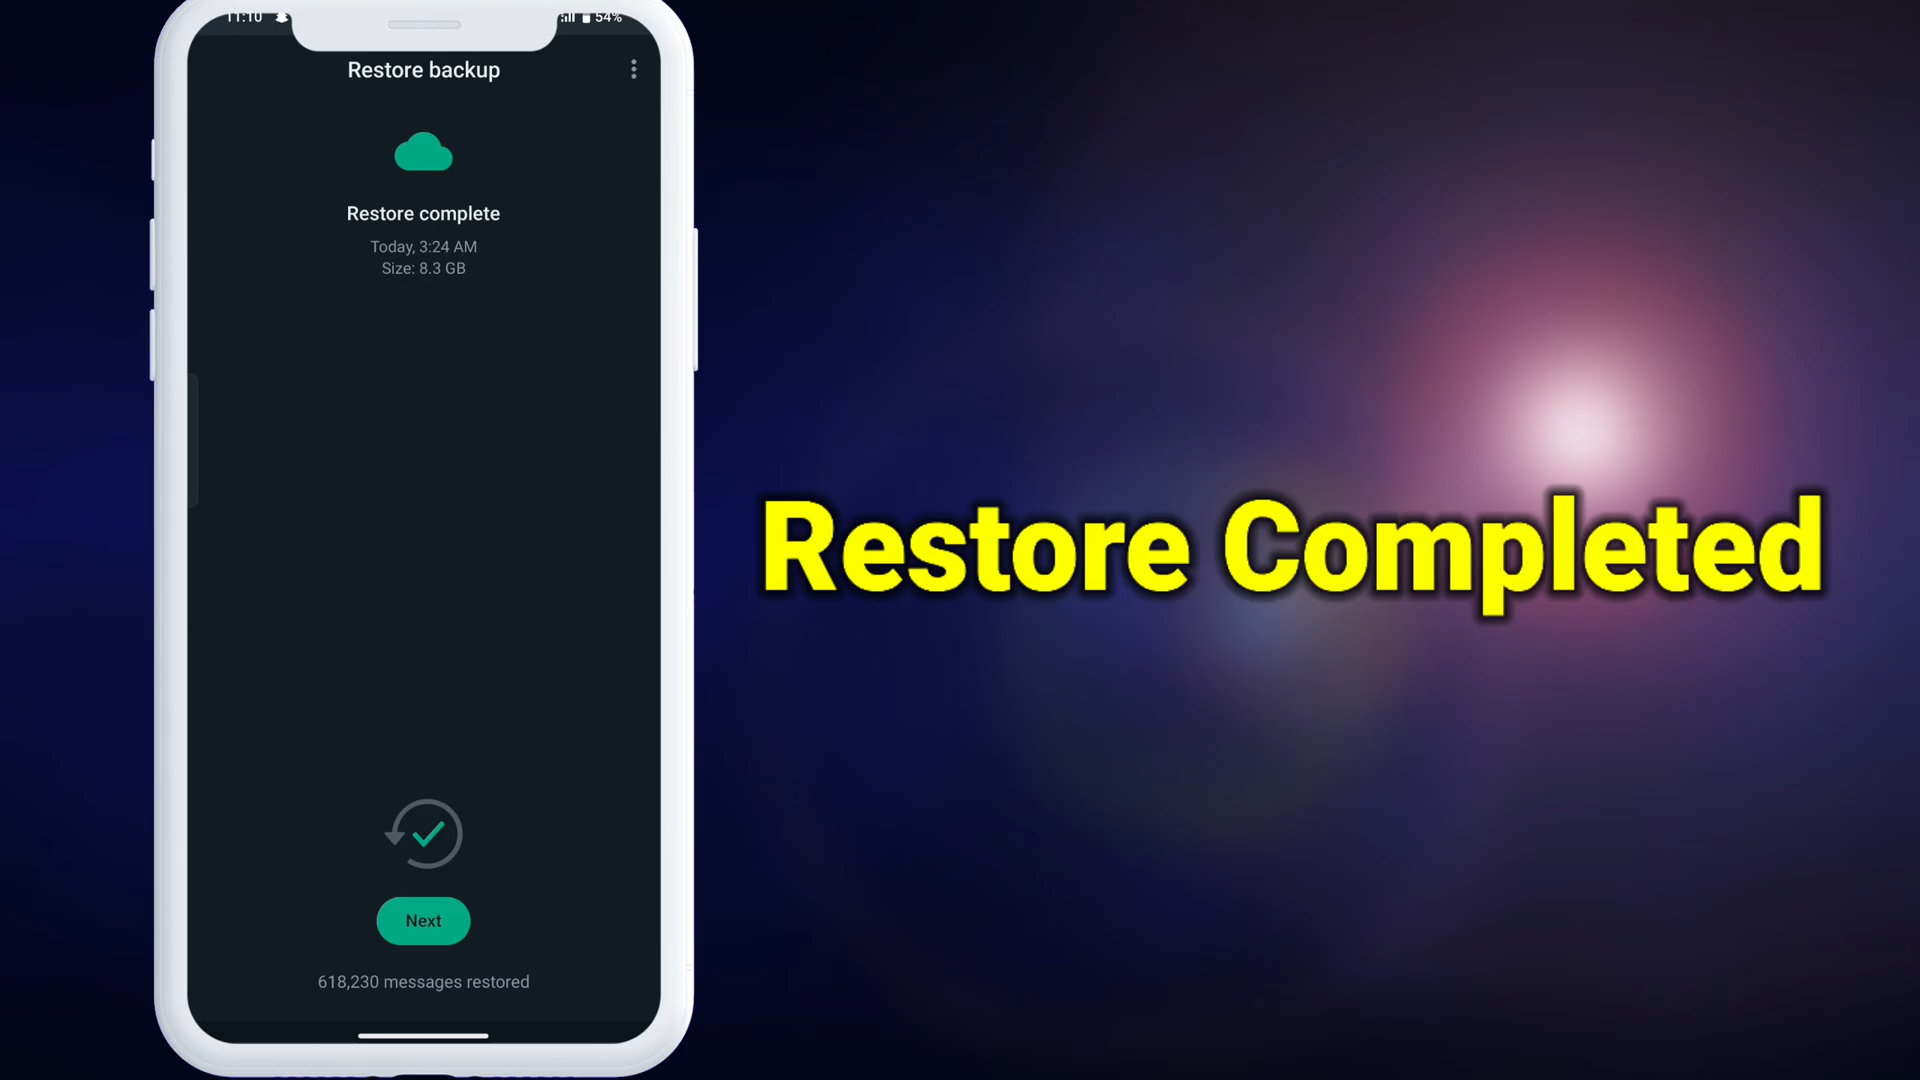 11:10
54%
Restore backup
Restore complete
Today, 3:24 AM
Size: 8.3 GB
Restore Completed
Next
618,230 messages restored